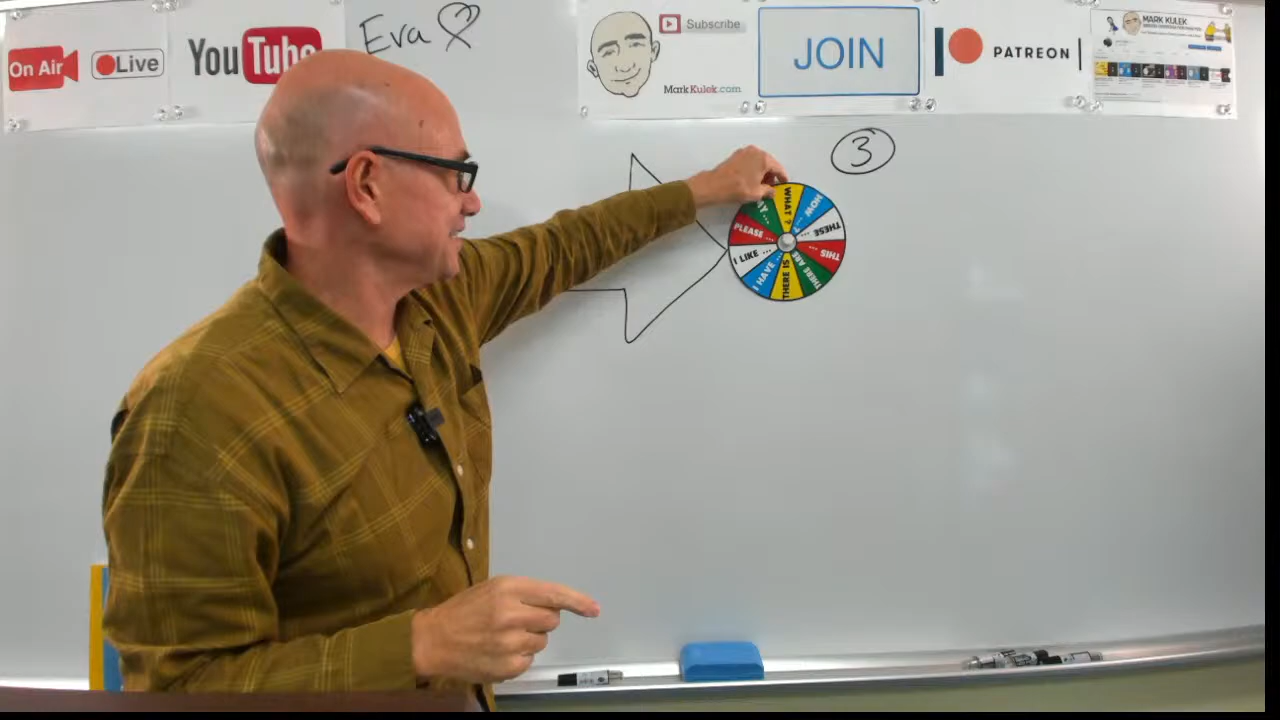 On Air
Live
YouTube
Eva
Subscribe
MarkKulek.com
JOIN
PATREON
MARK KULEK
3
WHAT ?
HOW ...
THESE ...
THIS ...
THERE ARE
THERE IS
I HAVE ...
I LIKE ...
PLEASE ...